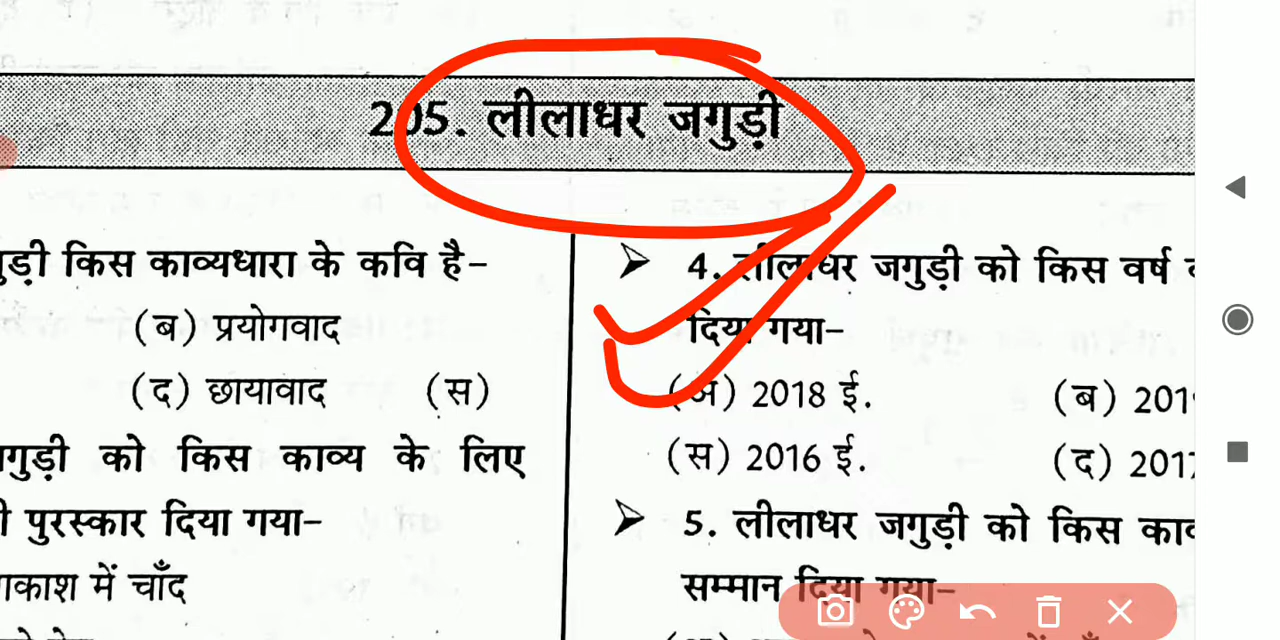 205. लीलाधर जगुड़ी
किस काव्यधारा के कवि है-
(ब) प्रयोगवाद
(द) छायावाद (स)
को किस काव्य के लिए
पुरस्कार दिया गया-
में चाँद
➤ 4. लीलाधर जगुड़ी को किस वर्ष
दिया गया-
(अ) 2018 ई. (ब)
(स) 2016 ई. (द) 2017
➤ 5. लीलाधर जगुड़ी को किस
सम्मान दिया गया-